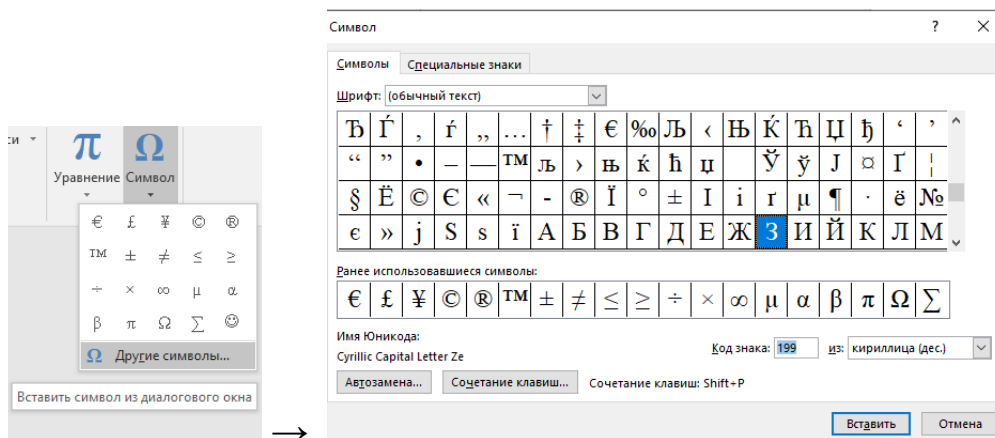 си
π Ω
Уравнение Символ
€ £ ¥ © ®
™ ± ≠ ≤ ≥
÷ × ∞ µ α
β π Ω ∑ ☺
Ω Другие символы...
Вставить символ из диалогового окна
→
Символ ? ×
Символы Специальные знаки
Шрифт: (обычный текст)
Ђ Ѓ ‚ ѓ „ … † ‡ € ‰ Љ ‹ Њ Ќ Ћ Џ ђ ‘ ’
“ ” • – — ™ љ › њ ќ ћ џ Ў ў Ј ¤ Ґ ¦
§ Ё © Є « ¬ - ® Ї ° ± І і ґ µ ¶ · ё №
є » ј Ѕ ѕ ї А Б В Г Д Е Ж З И Й К Л М
Ранее использовавшиеся символы:
€ £ ¥ © ® ™ ± ≠ ≤ ≥ ÷ × ∞ µ α β π Ω ∑
Имя Юникода:
Cyrillic Capital Letter Ze
Код знака: 199 из: кириллица (дес.)
Автозамена... Сочетание клавиш... Сочетание клавиш: Shift+P
Вставить Отмена